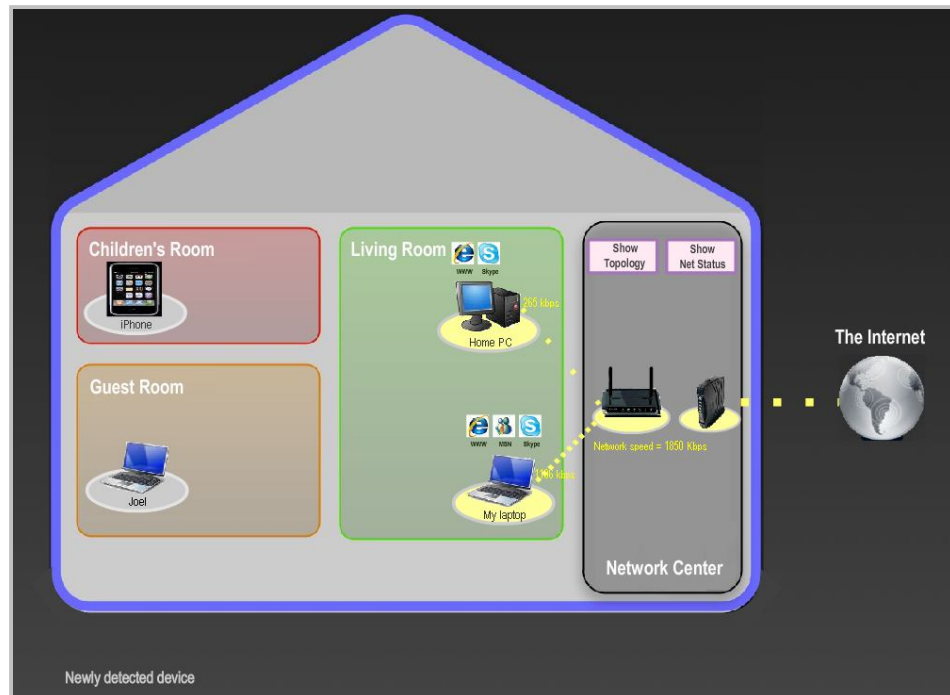 Children's Room
iPhone
Guest Room
Joel
Living Room
WWW Skype
265 kbps
Home PC
WWW MSN Skype
kbps
My laptop
Show
Topology
Show
Net Status
Network speed = 1850 Kbps
Network Center
The Internet
Newly detected device